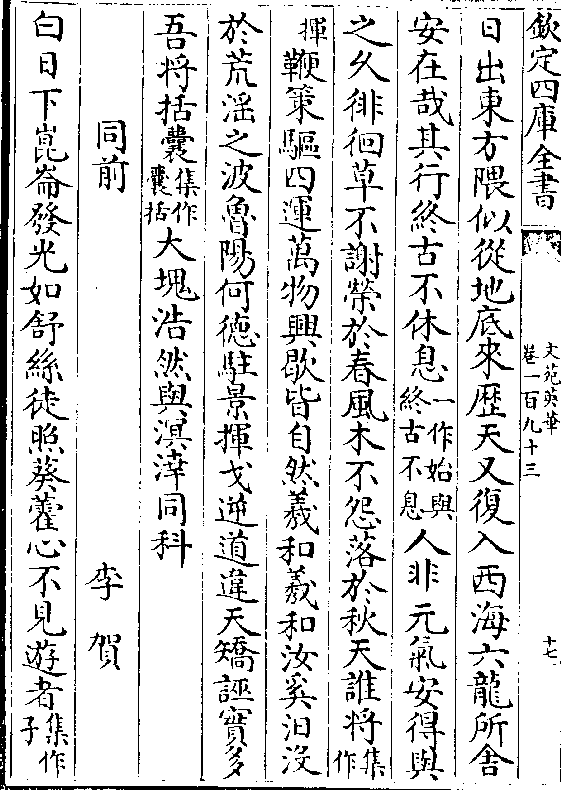 欽定四庫全書
文苑英華
卷一百九十三
十七
日出東方隈似從地底來歴天又復入西海六龍所舎
安在哉其行終古不休息一作始與終古不息人非元氣安得與
之久徘徊草不謝榮於春風木不怨落於秋天誰將集作
揮鞭策驅四運萬物興歇皆自然羲和羲和汝奚汩没
於荒淫之波魯陽何德駐景揮戈逆道違天矯誣實多
吾將括囊集作囊括大塊浩然與溟涬同科
同前
李賀
白日下崑崙發光如舒絲徒照葵藿心不見遊者集作子